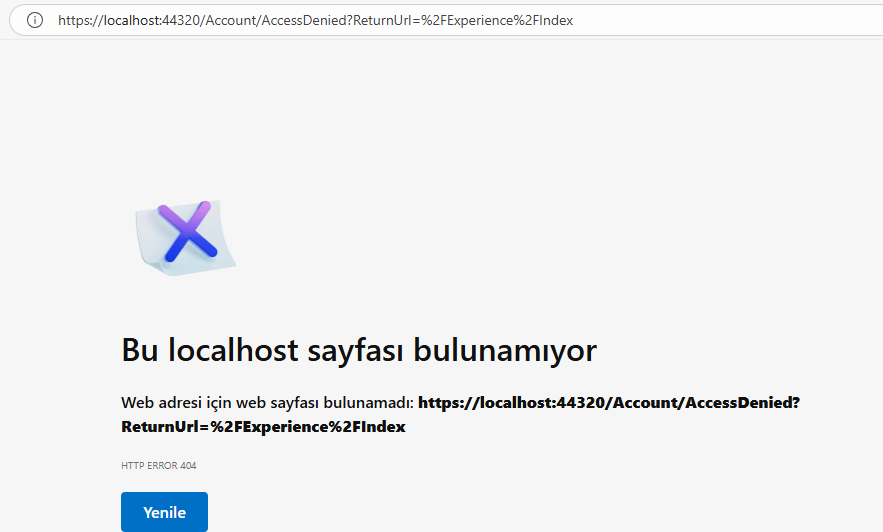 https://localhost:44320/Account/AccessDenied?ReturnUrl=%2FExperience%2FIndex
Bu localhost sayfası bulunamıyor
Web adresi için web sayfası bulunamadı: https://localhost:44320/Account/AccessDenied?
ReturnUrl=%2FExperience%2FIndex
HTTP ERROR 404
Yenile